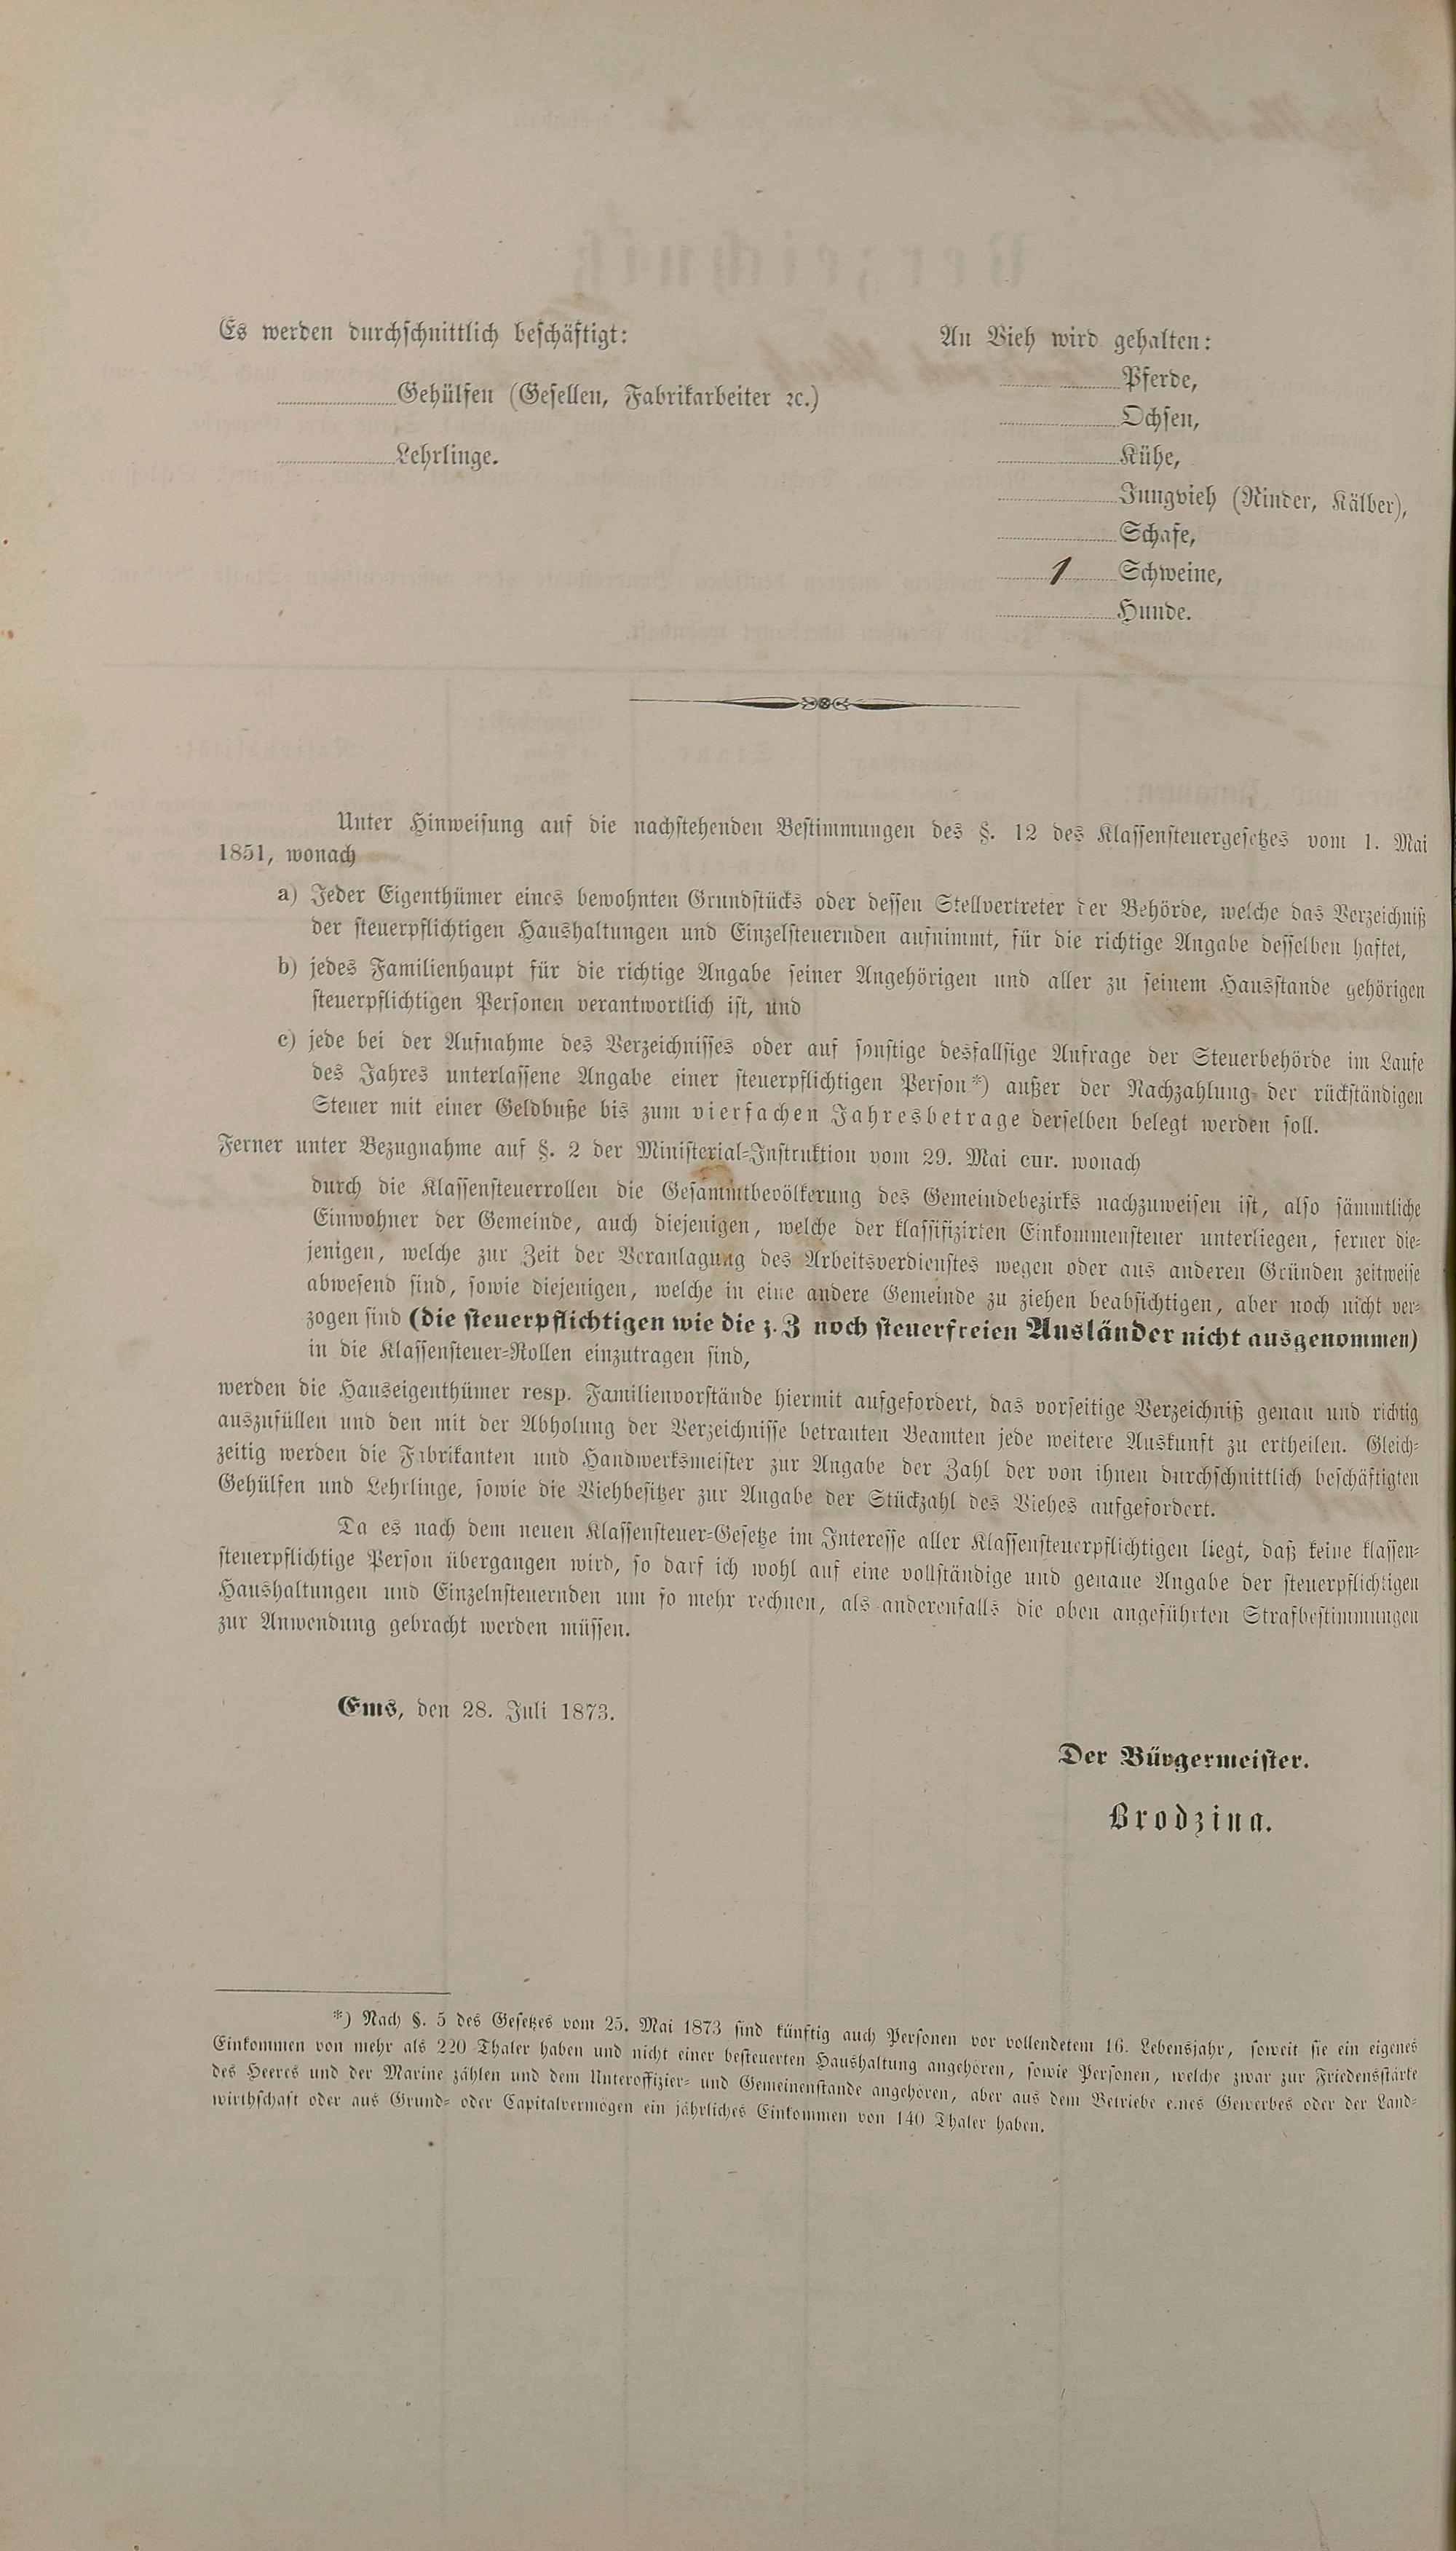 Es werden durchschnittlich beschäftigt:
Gehülfen (Gesellen, Fabrikarbeiter ꝛc.)
Lehrlinge.
An Vieh wird gehalten:
Pferde,
Ochsen,
Kühe,
Jungvieh (Rinder, Kälber),
Schafe,
1 Schweine,
Hunde.
Unter Hinweisung auf die nachstehenden Bestimmungen des §. 12 des Klassensteuergesetzes vom 1. Mai
1851, wonach
a) Jeder Eigenthümer eines bewohnten Grundstücks oder dessen Stellvertreter der Behörde, welche das Verzeichniß
der steuerpflichtigen Haushaltungen und Einzelsteuernden aufnimmt, für die richtige Angabe desselben haftet,
b) jedes Familienhaupt für die richtige Angabe seiner Angehörigen und aller zu seinem Hausstande gehörigen
steuerpflichtigen Personen verantwortlich ist, und
c) jede bei der Aufnahme des Verzeichnisses oder auf sonstige desfallsige Anfrage der Steuerbehörde im Laufe
des Jahres unterlassene Angabe einer steuerpflichtigen Person*) außer der Nachzahlung der rückständigen
Steuer mit einer Geldbuße bis zum vierfachen Jahresbetrage derselben belegt werden soll.
Ferner unter Bezugnahme auf §. 2 der Ministerial-Instruktion vom 29. Mai cur. wonach
durch die Klassensteuerrollen die Gesammtbevölkerung des Gemeindebezirks nachzuweisen ist, also sämmtliche
Einwohner der Gemeinde, auch diejenigen, welche der klassifizirten Einkommensteuer unterliegen, ferner die-
jenigen, welche zur Zeit der Veranlagung des Arbeitsverdienstes wegen oder aus anderen Gründen zeitweise
abwesend sind, sowie diejenigen, welche in eine andere Gemeinde zu ziehen beabsichtigen, aber noch nicht ver-
zogen sind (die steuerpflichtigen wie die z. Z noch steuerfreien Ausländer nicht ausgenommen)
in die Klassensteuer-Rollen einzutragen sind,
werden die Hauseigenthümer resp. Familienvorstände hiermit aufgefordert, das vorseitige Verzeichniß genau und richtig
auszufüllen und den mit der Abholung der Verzeichnisse betrauten Beamten jede weitere Auskunft zu ertheilen. Gleich-
zeitig werden die Fabrikanten und Handwerksmeister zur Angabe der Zahl der von ihnen durchschnittlich beschäftigten
Gehülfen und Lehrlinge, sowie die Viehbesitzer zur Angabe der Stückzahl des Viehes aufgefordert.
Da es nach dem neuen Klassensteuer-Gesetze im Interesse aller Klassensteuerpflichtigen liegt, daß keine klassen-
steuerpflichtige Person übergangen wird, so darf ich wohl auf eine vollständige und genaue Angabe der steuerpflichtigen
Haushaltungen und Einzelnsteuernden um so mehr rechnen, als anderenfalls die oben angeführten Strafbestimmungen
zur Anwendung gebracht werden müssen.
Ems, den 28. Juli 1873.
Der Bürgermeister.
Brodzina.
*) Nach §. 5 des Gesetzes vom 25. Mai 1873 sind künftig auch Personen vor vollendetem 16. Lebensjahr, soweit sie ein eigenes
Einkommen von mehr als 220 Thaler haben und nicht einer besteuerten Haushaltung angehören, sowie Personen, welche zwar zur Friedensstärke
des Heeres und der Marine zählen und dem Unteroffizier- und Gemeinenstande angehören, aber aus dem Betriebe eines Gewerbes oder der Land-
wirthschaft oder aus Grund- oder Capitalvermögen ein jährliches Einkommen von 140 Thaler haben.